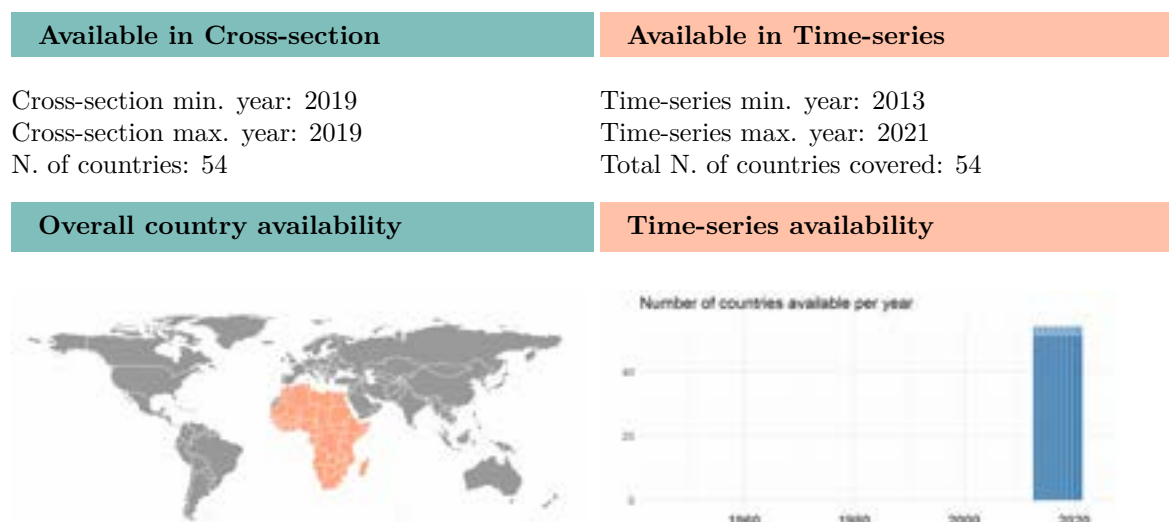 Available in Cross-section
Available in Time-series
Cross-section min. year: 2019
Cross-section max. year: 2019
N. of countries: 54
Time-series min. year: 2013
Time-series max. year: 2021
Total N. of countries covered: 54
Overall country availability
Time-series availability
Number of countries available per year
40
20
0
1960
1980
2000
2020